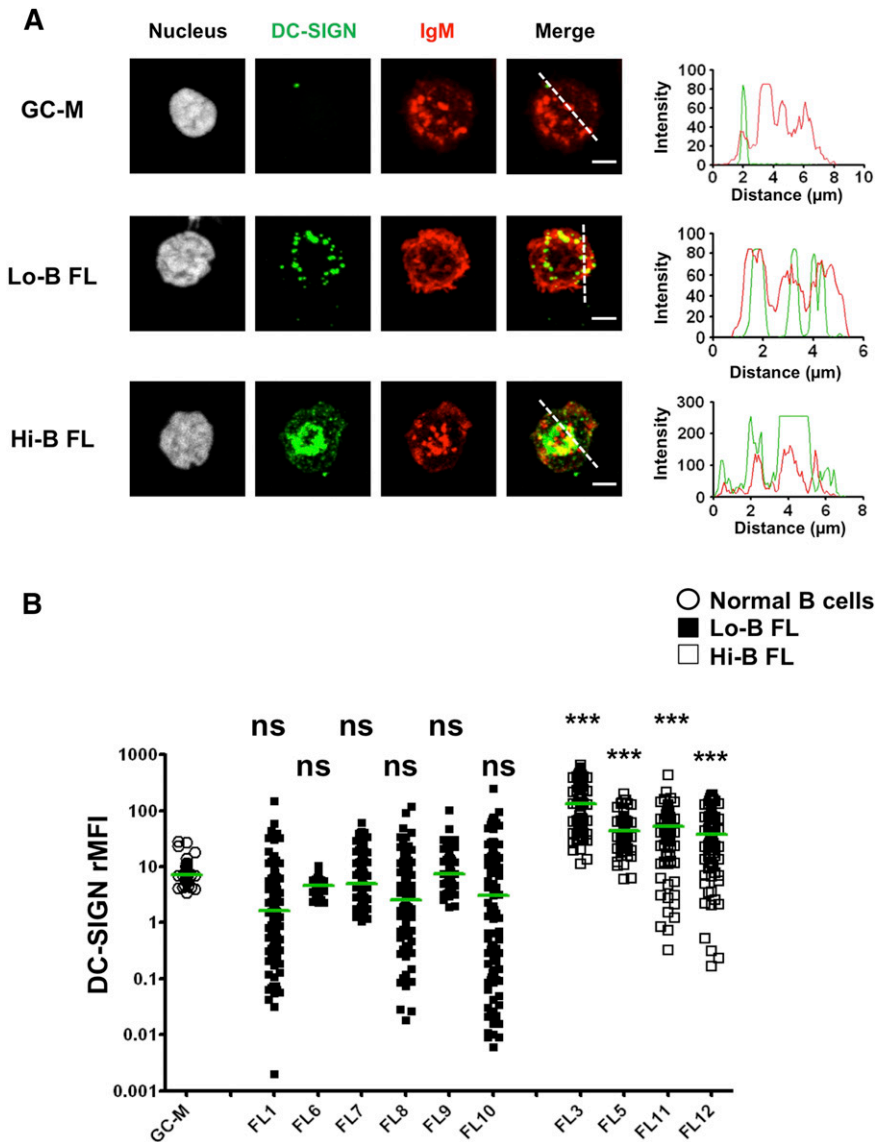 A
Nucleus DC-SIGN IgM Merge
GC-M
Intensity
100
80
60
40
20
0
0 2 4 6 8 10
Distance (µm)
Lo-B FL
Intensity
100
80
60
40
20
0
0 2 4 6
Distance (µm)
Hi-B FL
Intensity
300
200
100
0
0 2 4 6 8
Distance (µm)
B
Normal B cells
Lo-B FL
Hi-B FL
ns ns ns *** ***
ns ns ns *** ***
DC-SIGN rMFI
1000
100
10
1
0.1
0.01
0.001
GC-M FL1 FL6 FL7 FL8 FL9 FL10 FL3 FL5 FL11 FL12